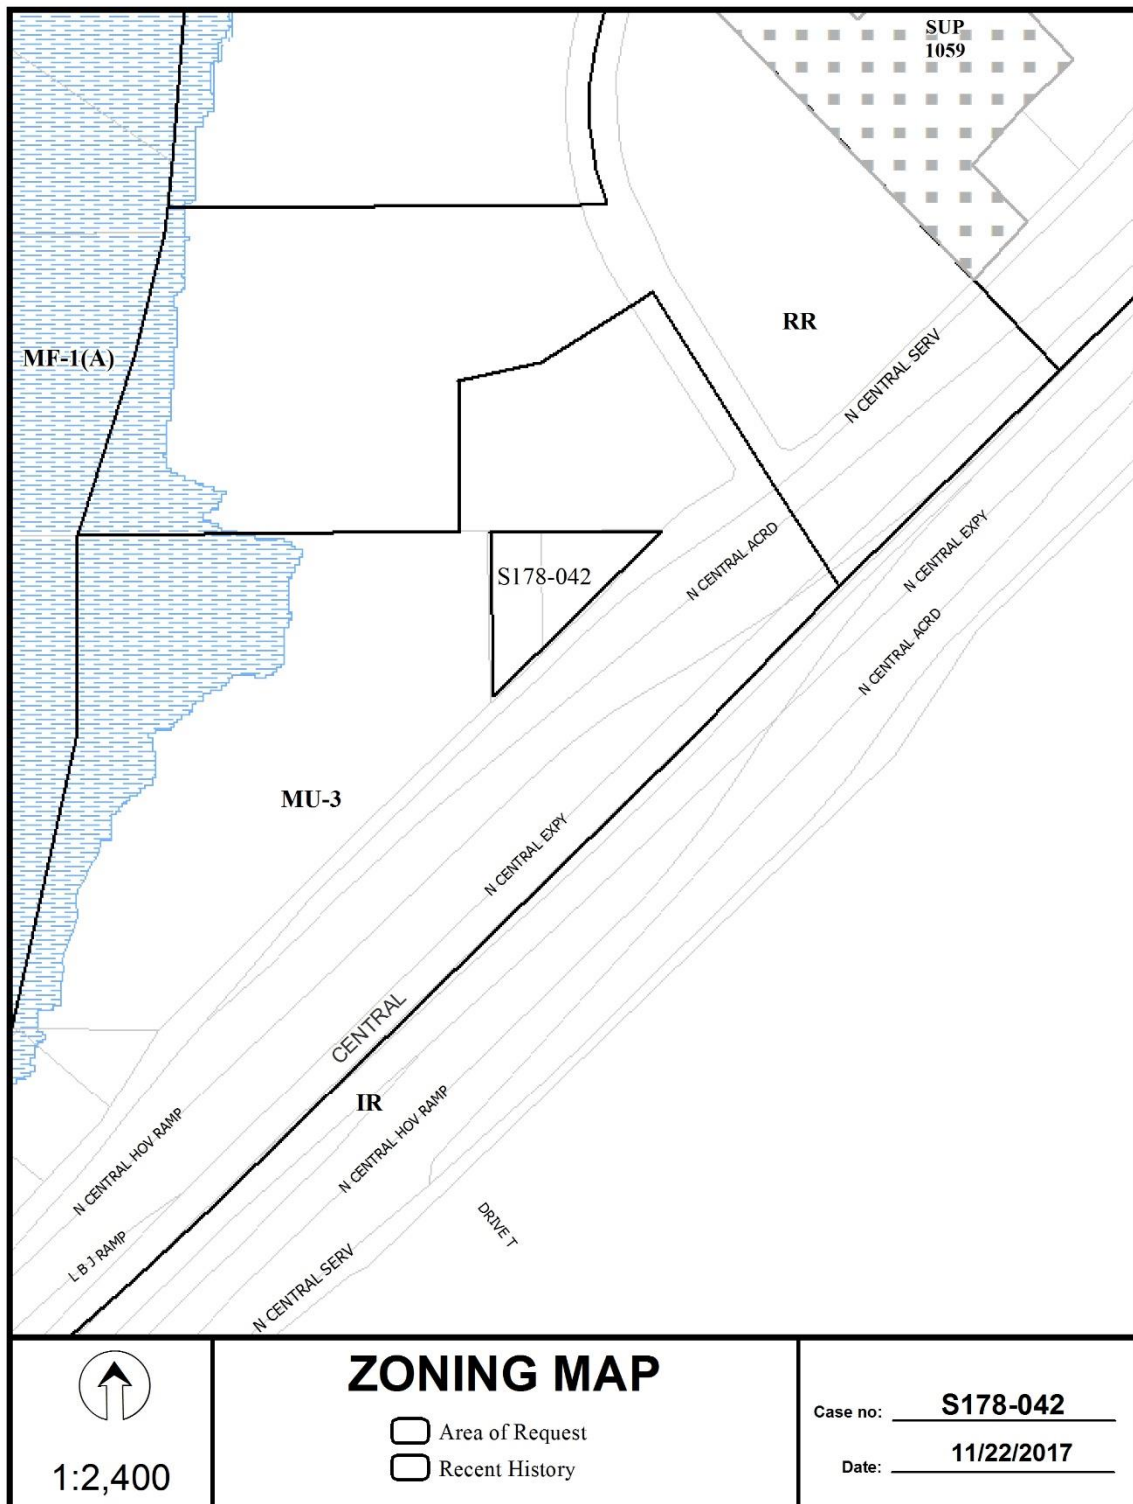 SUP
1059
RR
MF-1(A)
N CENTRAL SERV
N CENTRAL ACRD
N CENTRAL EXPY
N CENTRAL ACRD
S178-042
MU-3
N CENTRAL EXPY
CENTRAL
IR
N CENTRAL HOV RAMP
N CENTRAL HOV RAMP
L B J RAMP
DRIVE T
N CENTRAL SERV
1:2,400
ZONING MAP
Area of Request
Recent History
Case no: S178-042
Date: 11/22/2017